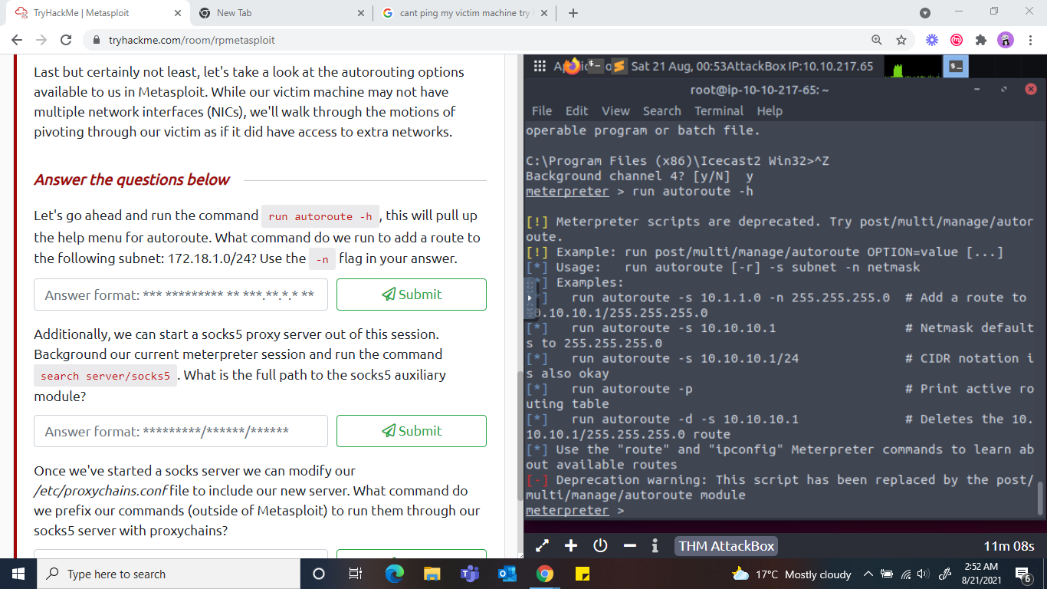 TryHackMe | Metasploit
New Tab
cant ping my victim machine try
tryhackme.com/room/rpmetasploit
Last but certainly not least, let's take a look at the autorouting options
available to us in Metasploit. While our victim machine may not have
multiple network interfaces (NICs), we'll walk through the motions of
pivoting through our victim as if it did have access to extra networks.
Answer the questions below
Let's go ahead and run the command run autoroute -h , this will pull up
the help menu for autoroute. What command do we run to add a route to
the following subnet: 172.18.1.0/24? Use the -n flag in your answer.
Answer format: *** ********* ** ***.**.*.* **
Submit
Additionally, we can start a socks5 proxy server out of this session.
Background our current meterpreter session and run the command
search server/socks5 . What is the full path to the socks5 auxiliary
module?
Answer format: *********/******/******
Submit
Once we've started a socks server we can modify our
/etc/proxychains.conf file to include our new server. What command do
we prefix our commands (outside of Metasploit) to run them through our
socks5 server with proxychains?
Sat 21 Aug, 00:53 AttackBox IP:10.10.217.65
root@ip-10-10-217-65: ~
File Edit View Search Terminal Help
operable program or batch file.
C:\Program Files (x86)\Icecast2 Win32>^Z
Background channel 4? [y/N] y
meterpreter > run autoroute -h
[!] Meterpreter scripts are deprecated. Try post/multi/manage/autor
oute.
[!] Example: run post/multi/manage/autoroute OPTION=value [...]
[*] Usage: run autoroute [-r] -s subnet -n netmask
[*] Examples:
run autoroute -s 10.1.1.0 -n 255.255.255.0 # Add a route to
0.10.10.1/255.255.255.0
[*] run autoroute -s 10.10.10.1 # Netmask default
s to 255.255.255.0
[*] run autoroute -s 10.10.10.1/24 # CIDR notation i
s also okay
[*] run autoroute -p # Print active ro
uting table
[*] run autoroute -d -s 10.10.10.1 # Deletes the 10.
10.10.1/255.255.255.0 route
[*] Use the "route" and "ipconfig" Meterpreter commands to learn ab
out available routes
[-] Deprecation warning: This script has been replaced by the post/
multi/manage/autoroute module
meterpreter >
THM AttackBox
11m 08s
Type here to search
17°C Mostly cloudy
2:52 AM
8/21/2021
6